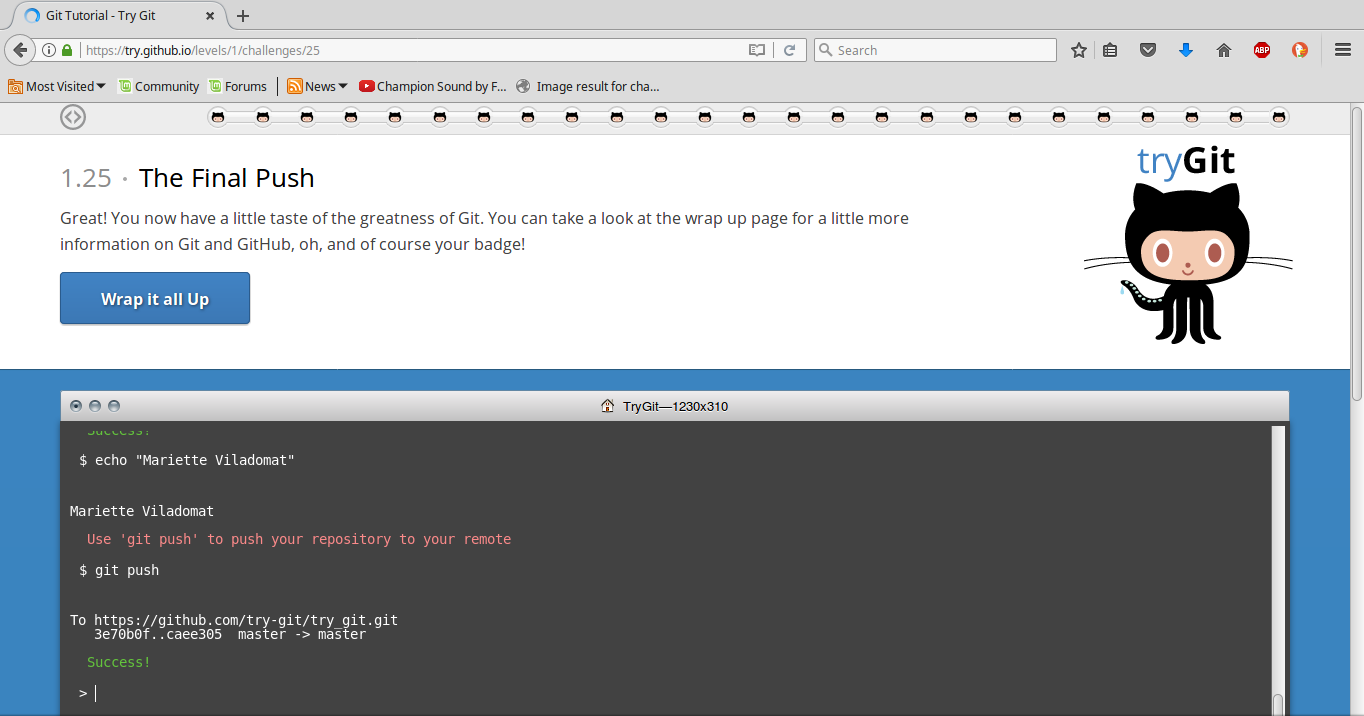 Git Tutorial - Try Git
https://try.github.io/levels/1/challenges/25
Search
ABP
Most Visited
Community
Forums
News
Champion Sound by F...
Image result for cha...
1.25 · The Final Push
tryGit
Great! You now have a little taste of the greatness of Git. You can take a look at the wrap up page for a little more
information on Git and GitHub, oh, and of course your badge!
Wrap it all Up
TryGit—1230x310
Success!
$ echo "Mariette Viladomat"
Mariette Viladomat
Use 'git push' to push your repository to your remote
$ git push
To https://github.com/try-git/try_git.git
3e70b0f..caee305  master -> master
Success!
>